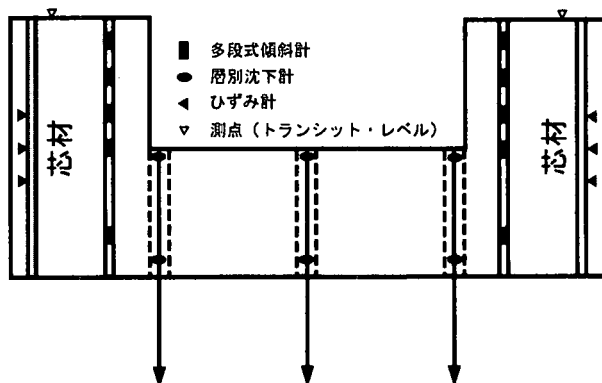 多段式傾斜計
層別沈下計
ひずみ計
測点（トランシット・レベル）
芯材
芯材